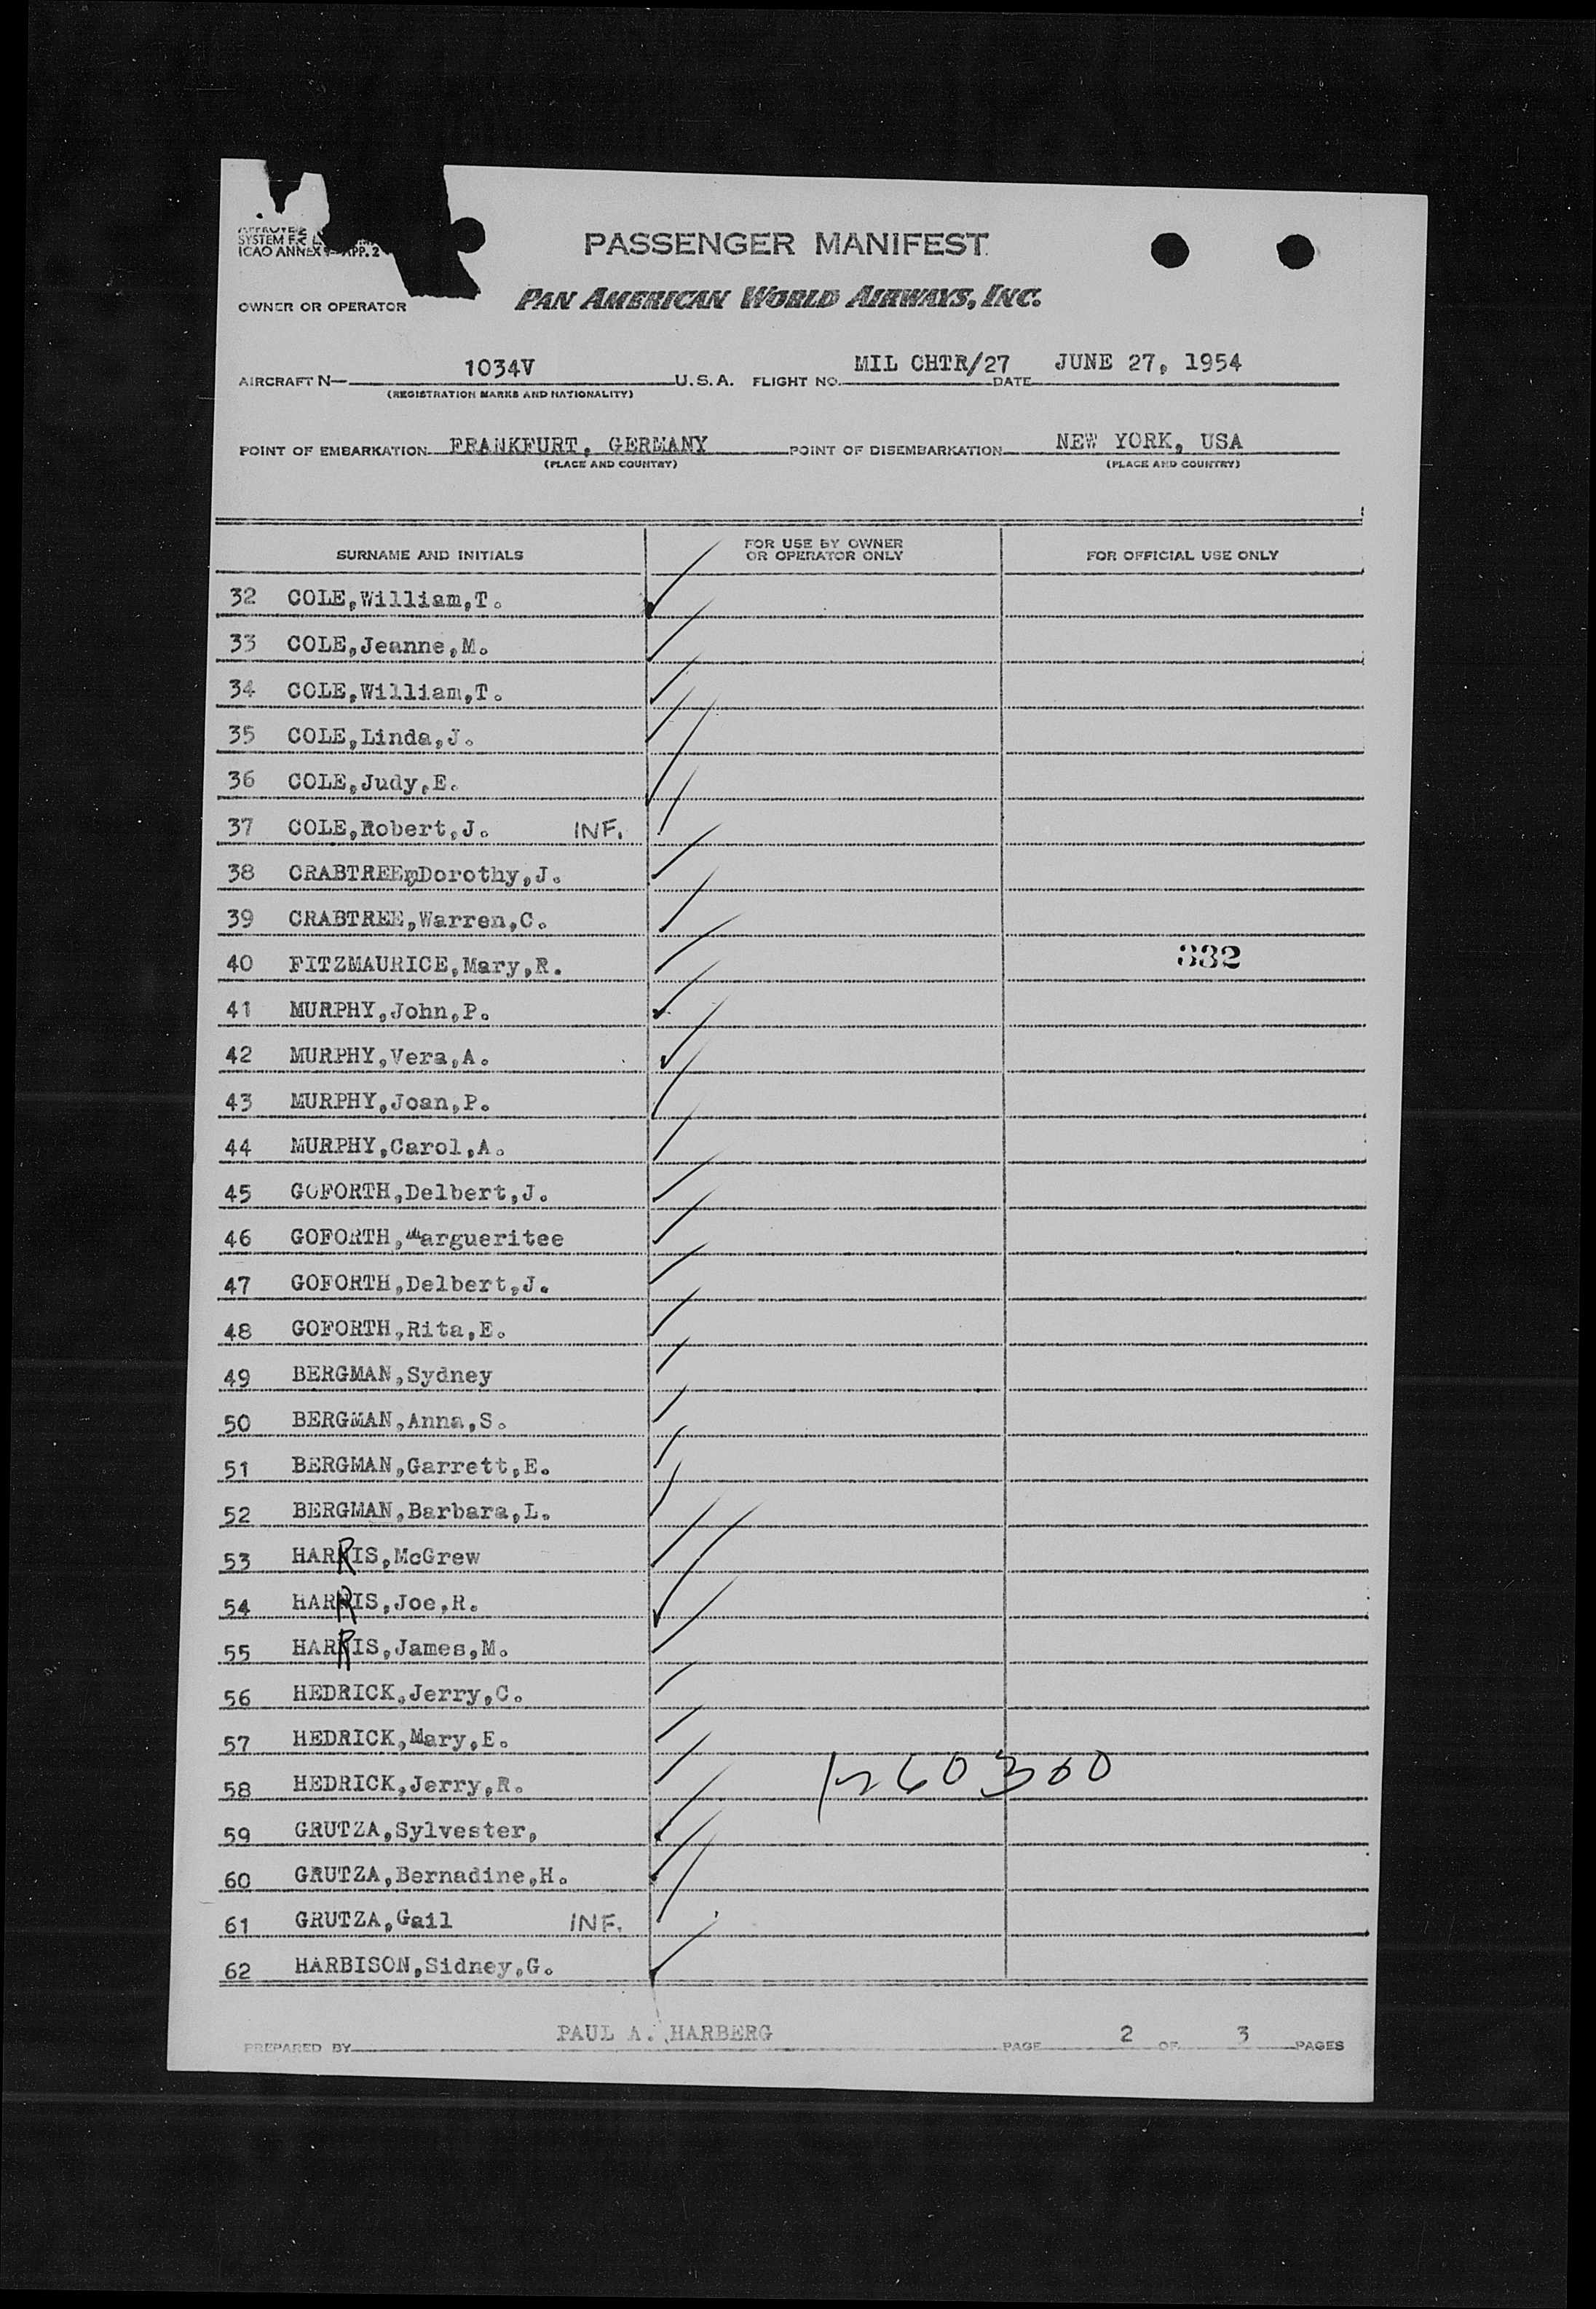 SYSTEM
ICAO ANNEX 9 APP. 2
PASSENGER MANIFEST
OWNER OR OPERATOR PAN AMERICAN WORLD AIRWAYS, INC.
AIRCRAFT N— 1034V U.S.A. FLIGHT NO. MIL CHTR/27 DATE JUNE 27, 1954
(REGISTRATION MARKS AND NATIONALITY)
POINT OF EMBARKATION FRANKFURT, GERMANY POINT OF DISEMBARKATION NEW YORK, USA
(PLACE AND COUNTRY) (PLACE AND COUNTRY)
SURNAME AND INITIALS FOR USE BY OWNER OR OPERATOR ONLY FOR OFFICIAL USE ONLY
32 COLE,William,T.
33 COLE,Jeanne,M.
34 COLE,William,T.
35 COLE,Linda,J.
36 COLE,Judy,E.
37 COLE,Robert,J. INF.
38 CRABTREE,Dorothy,J.
39 CRABTREE,Warren,C.
40 FITZMAURICE,Mary,R. 332
41 MURPHY,John,P.
42 MURPHY,Vera,A.
43 MURPHY,Joan,P.
44 MURPHY,Carol,A.
45 GOFORTH,Delbert,J.
46 GOFORTH,Margueritee
47 GOFORTH,Delbert,J.
48 GOFORTH,Rita,E.
49 BERGMAN,Sydney
50 BERGMAN,Anna,S.
51 BERGMAN,Garrett,E.
52 BERGMAN,Barbara,L.
53 HARRIS,McGrew
54 HARRIS,Joe,R.
55 HARRIS,James,M.
56 HEDRICK,Jerry,C.
57 HEDRICK,Mary,E.
58 HEDRICK,Jerry,R.
59 GRUTZA,Sylvester,
60 GRUTZA,Bernadine,H.
61 GRUTZA,Gail INF.
62 HARBISON,Sidney,G.
PREPARED BY PAUL A. HARBERG PAGE 2 OF 3 PAGES